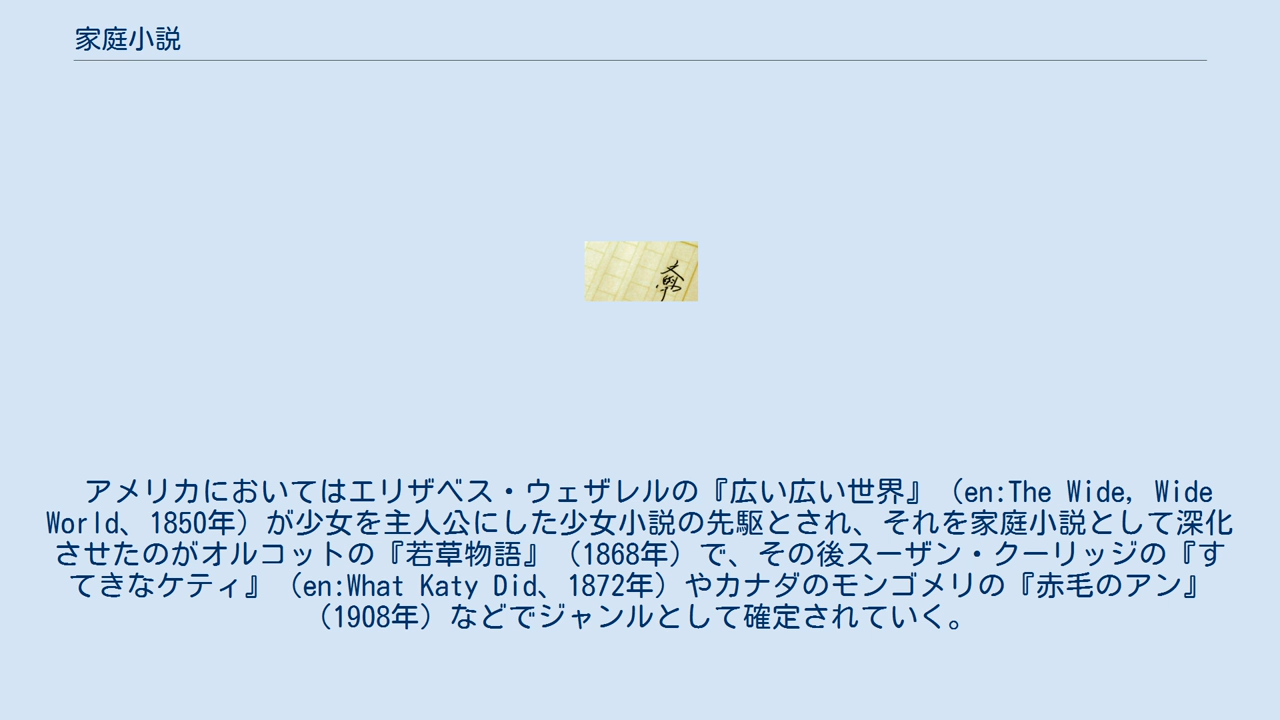 家庭小説
文学
アメリカにおいてはエリザベス・ウェザレルの『広い広い世界』（en:The Wide, Wide
World、1850年）が少女を主人公にした少女小説の先駆とされ、それを家庭小説として深化
させたのがオルコットの『若草物語』（1868年）で、その後スーザン・クーリッジの『す
てきなケティ』（en:What Katy Did、1872年）やカナダのモンゴメリの『赤毛のアン』
（1908年）などでジャンルとして確定されていく。